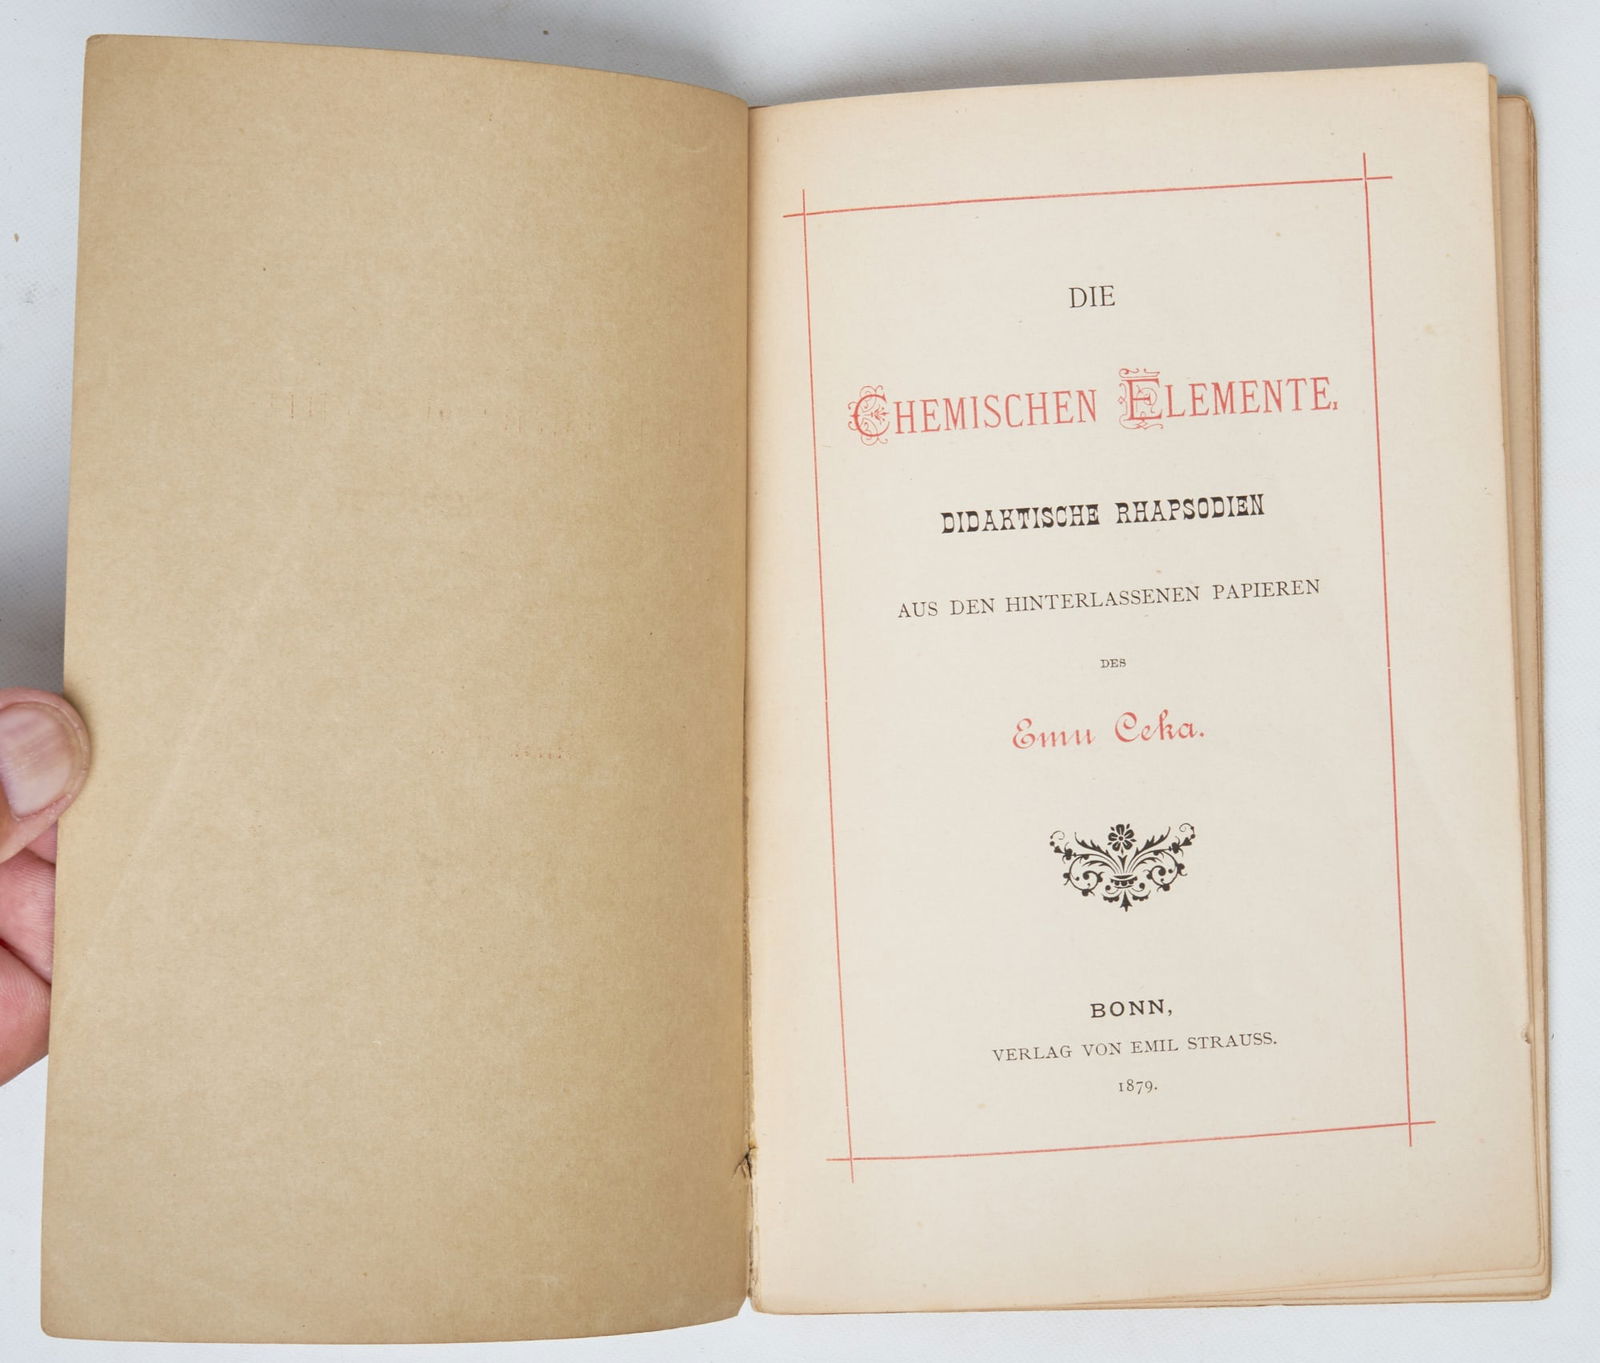 DIE
CHEMISCHEN ELEMENTE.
DIDAKTISCHE RHAPSODIEN
AUS DEN HINTERLASSENEN PAPIEREN
DES
Emu Ceka.
BONN,
VERLAG VON EMIL STRAUSS.
1879.